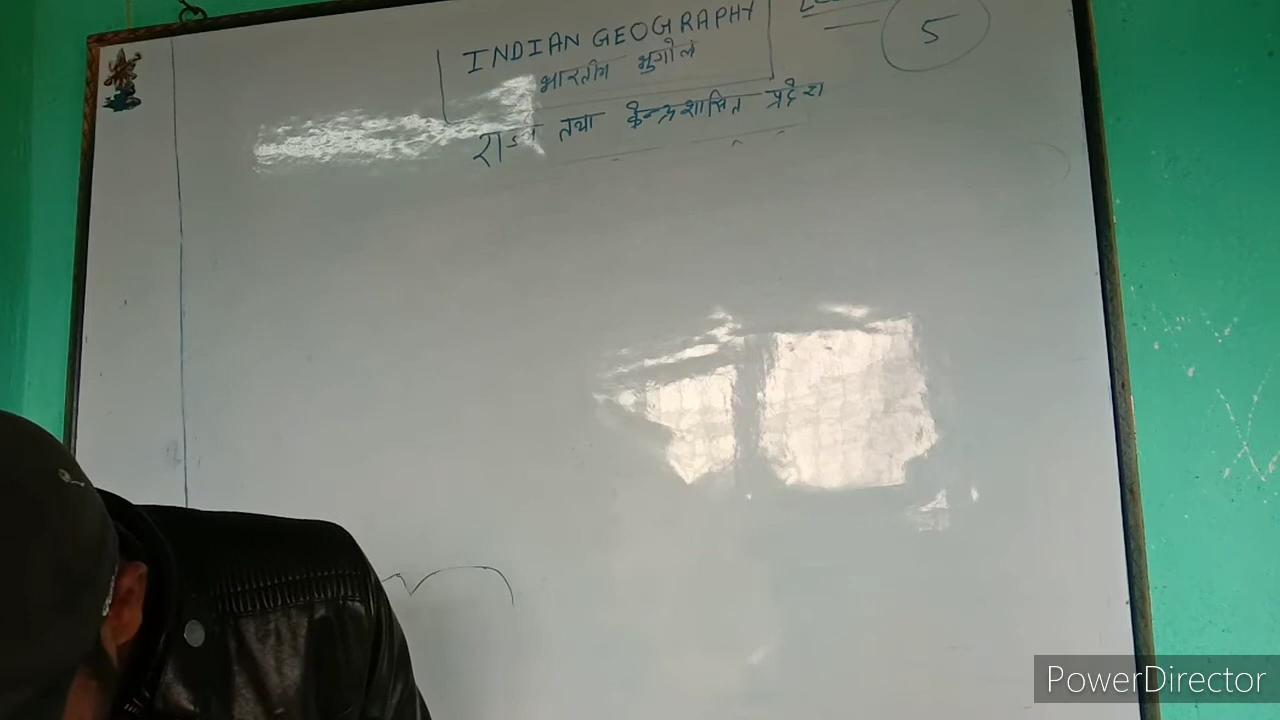 INDIAN GEOGRAPHY
5
भारतीय भुगोल
राज्य तथा केन्द्रशासित प्रदेश
PowerDirector